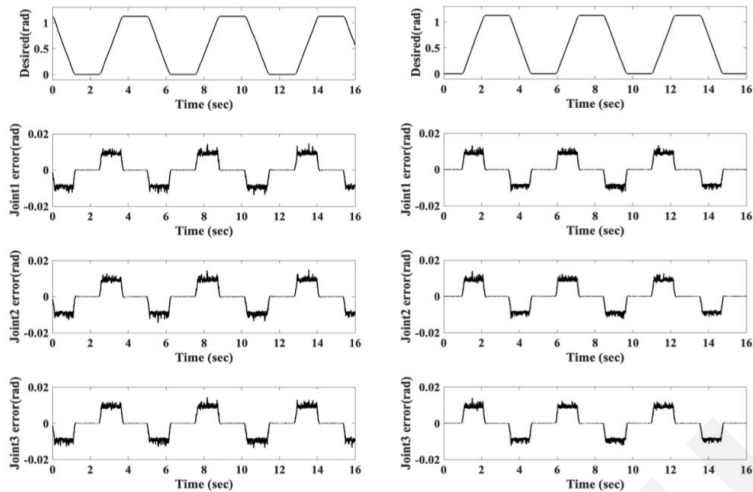 Desired(rad)
1
0.5
0
0 2 4 6 8 10 12 14 16
Time (sec)
Desired(rad)
1
0.5
0
0 2 4 6 8 10 12 14 16
Time (sec)
Joint1 error(rad)
0.02
0
-0.02
0 2 4 6 8 10 12 14 16
Time (sec)
Joint1 error(rad)
0.02
0
-0.02
0 2 4 6 8 10 12 14 16
Time (sec)
Joint2 error(rad)
0.02
0
-0.02
0 2 4 6 8 10 12 14 16
Time (sec)
Joint2 error(rad)
0.02
0
-0.02
0 2 4 6 8 10 12 14 16
Time (sec)
Joint3 error(rad)
0.02
0
-0.02
0 2 4 6 8 10 12 14 16
Time (sec)
Joint3 error(rad)
0.02
0
-0.02
0 2 4 6 8 10 12 14 16
Time (sec)